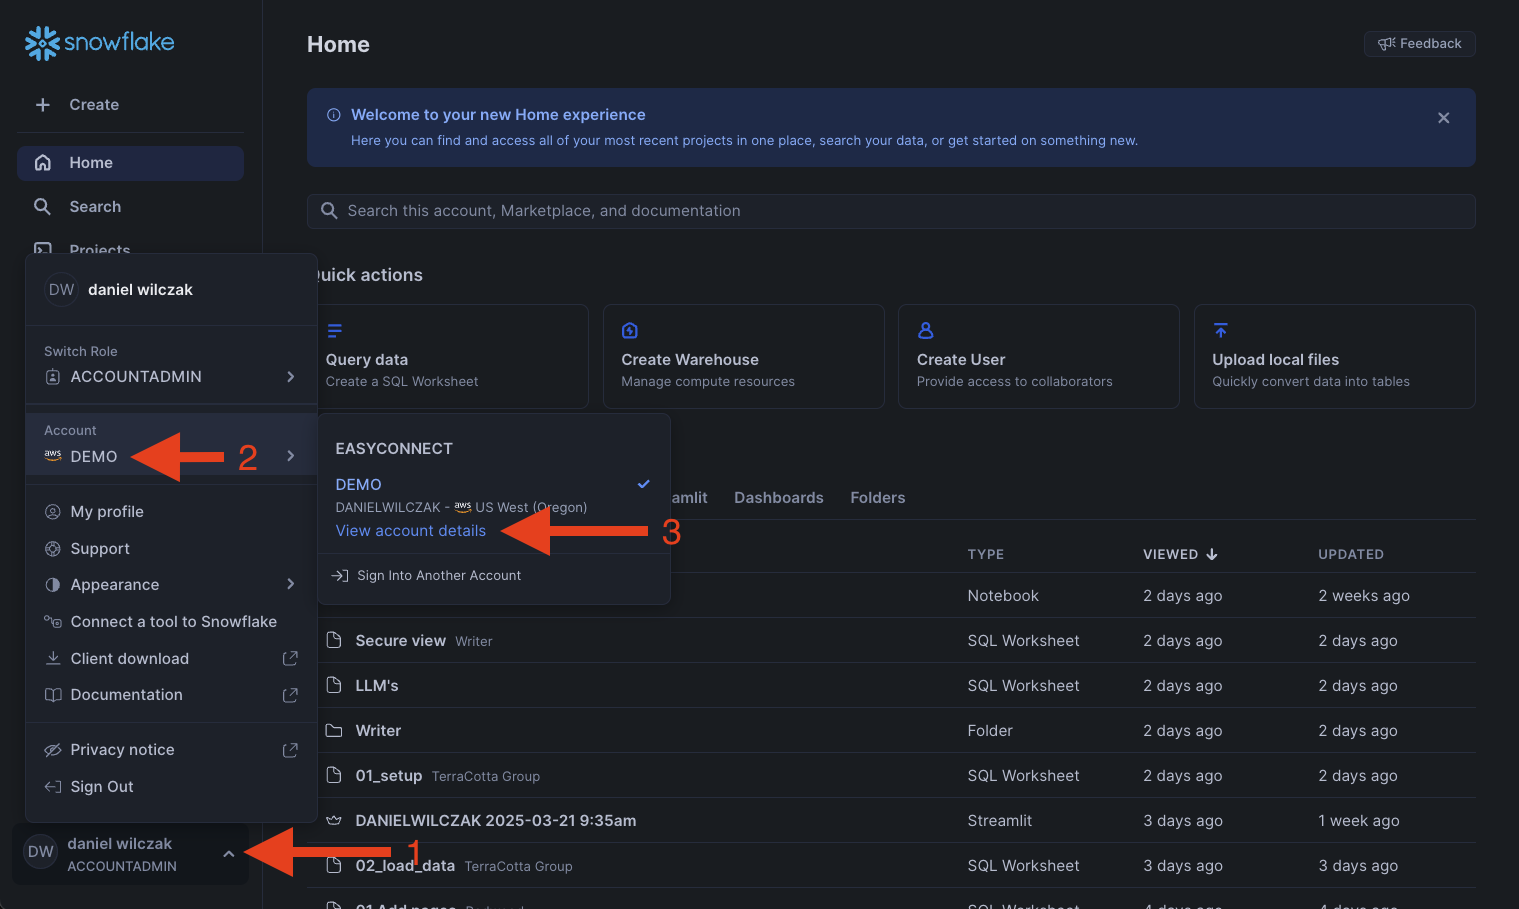 snowflake
Create
Home
Search
Projects
DW daniel wilczak
Switch Role
ACCOUNTADMIN
Account
aws DEMO
2
My profile
Support
Appearance
Connect a tool to Snowflake
Client download
Documentation
Privacy notice
Sign Out
DW daniel wilczak
ACCOUNTADMIN
1
Home
Feedback
Welcome to your new Home experience
Here you can find and access all of your most recent projects in one place, search your data, or get started on something new.
Search this account, Marketplace, and documentation
Quick actions
Query data
Create a SQL Worksheet
Create Warehouse
Manage compute resources
Create User
Provide access to collaborators
Upload local files
Quickly convert data into tables
EASYCONNECT
DEMO
DANIELWILCZAK - aws US West (Oregon)
View account details
3
Sign Into Another Account
amlit Dashboards Folders
TYPE VIEWED UPDATED
Notebook 2 days ago 2 weeks ago
Secure view Writer SQL Worksheet 2 days ago 2 days ago
LLM's SQL Worksheet 2 days ago 2 days ago
Writer Folder 2 days ago 2 days ago
01_setup TerraCotta Group SQL Worksheet 2 days ago 2 days ago
DANIELWILCZAK 2025-03-21 9:35am Streamlit 3 days ago 1 week ago
02_load_data TerraCotta Group SQL Worksheet 3 days ago 3 days ago
SQL Worksheet 4 days ago 4 days ago